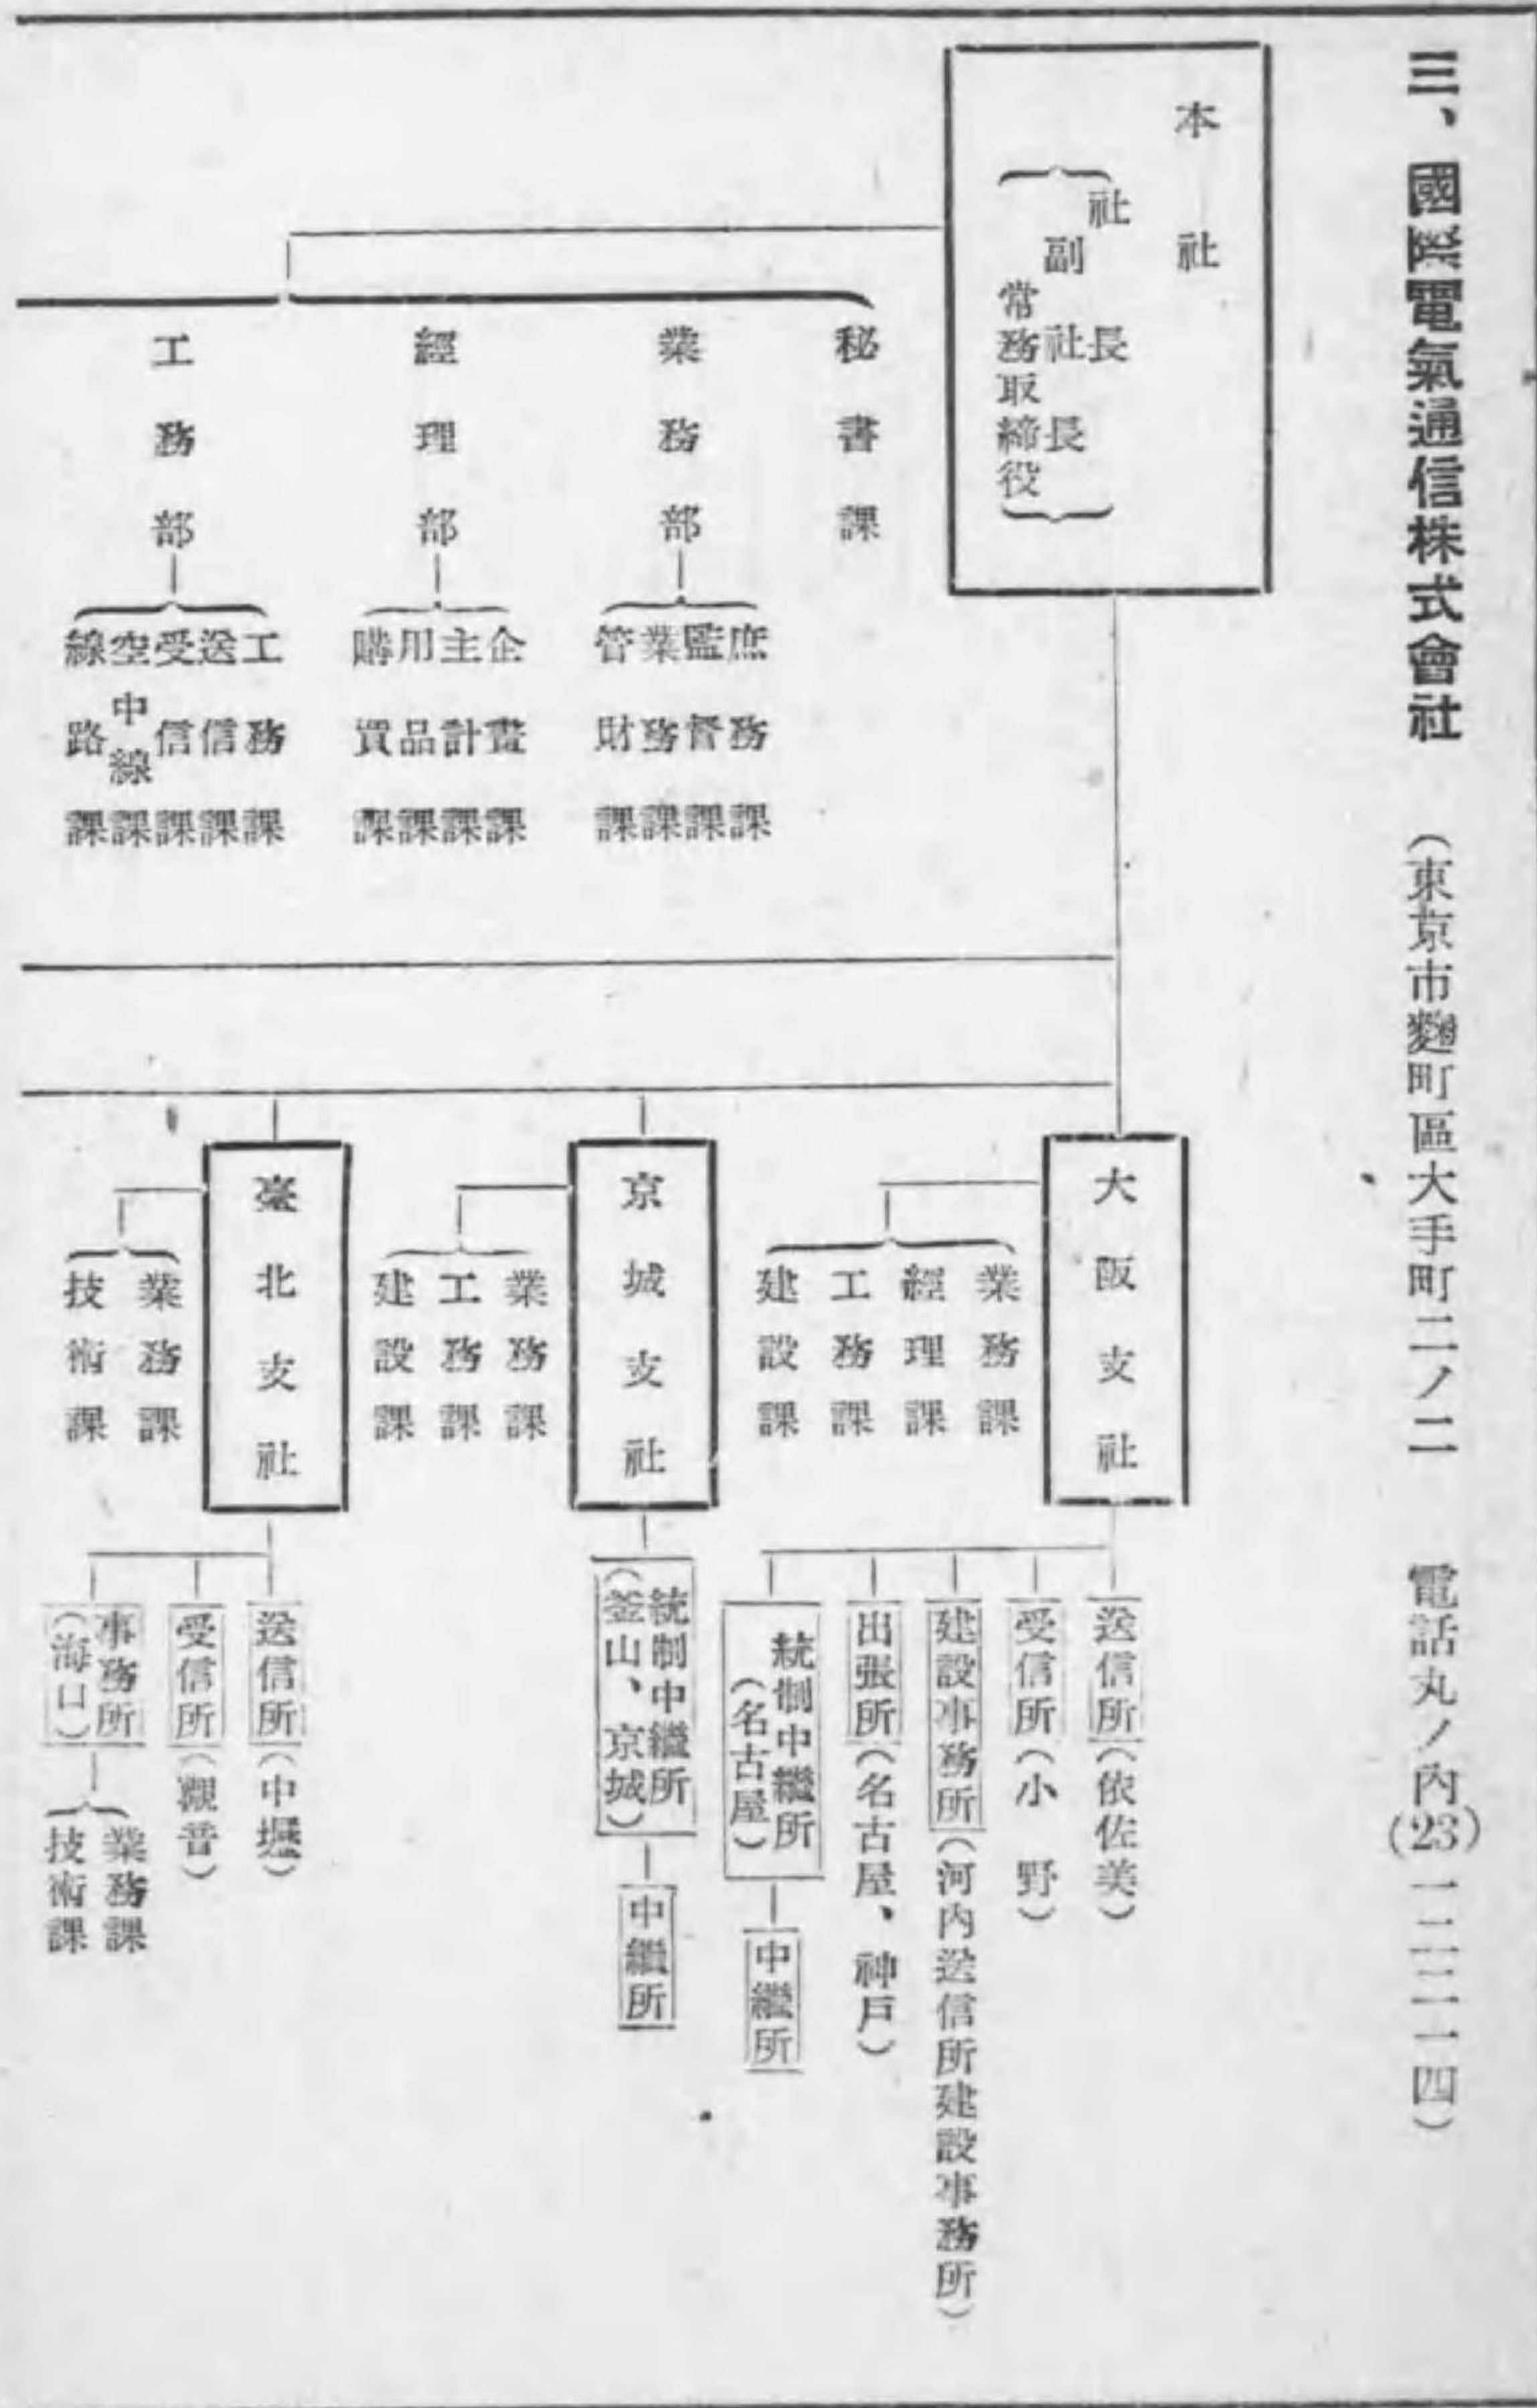 三、國際電氣通信株式會社 (東京市麴町區大手町二ノ二 電話丸ノ內(23)一二二一四)
本社
社長
副社長
常務取締役
秘書課
業務部
庶務課
監督課
業務課
管財課
經理部
企畫課
主計課
用品課
購買課
工務部
工務課
送信課
受信課
空中線課
線路課
大阪支社
業務課
經理課
工務課
建設課
送信所(依佐美)
受信所(小野)
建設事務所(河內送信所建設事務所)
出張所(名古屋、神戶)
統制中繼所
(名古屋)
中繼所
京城支社
業務課
工務課
建設課
統制中繼所
(釜山、京城)
中繼所
臺北支社
業務課
技術課
送信所(中壢)
受信所(觀音)
事務所
(海口)
業務課
技術課